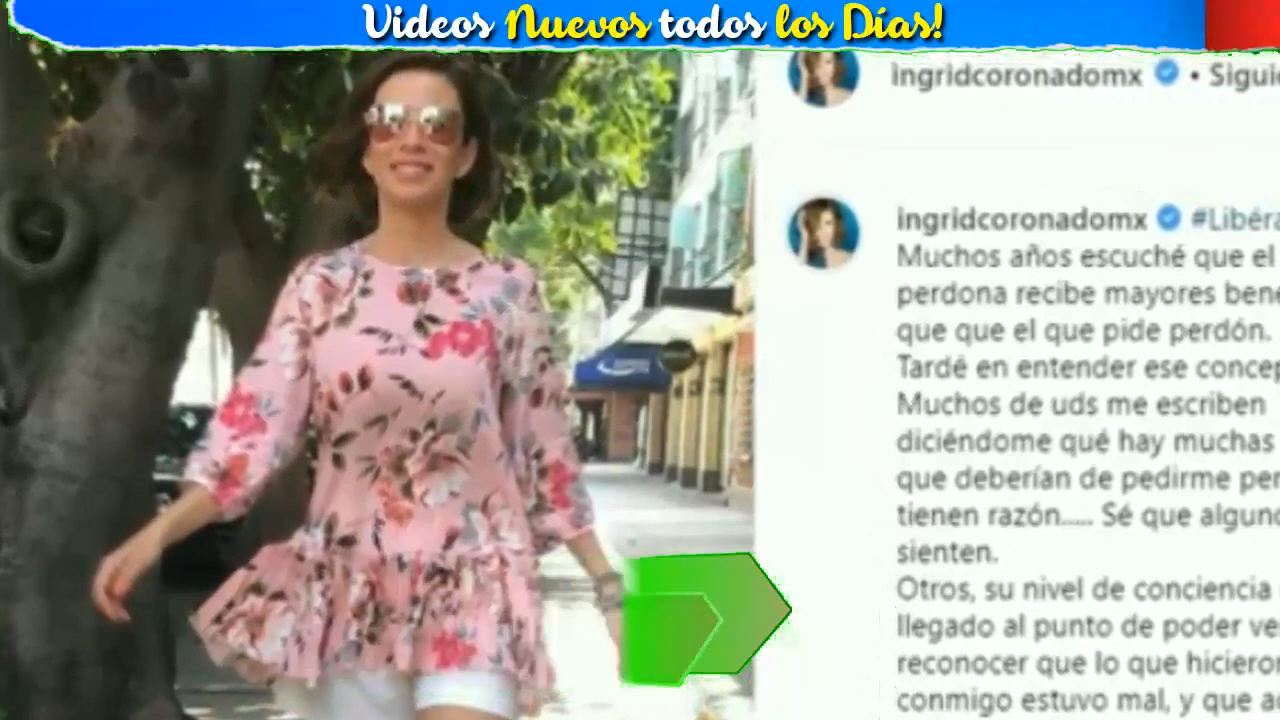 Videos Nuevos todos los Días!
ingridcoronadomx • Sigui
ingridcoronadomx #Libéra
Muchos años escuché que el
perdona recibe mayores bene
que que el que pide perdón.
Tardé en entender ese concep
Muchos de uds me escriben
diciéndome qué hay muchas
que deberían de pedirme per
tienen razón..... Sé que alguno
sienten.
Otros, su nivel de conciencia
llegado al punto de poder ve
reconocer que lo que hicieron
conmigo estuvo mal, y que a